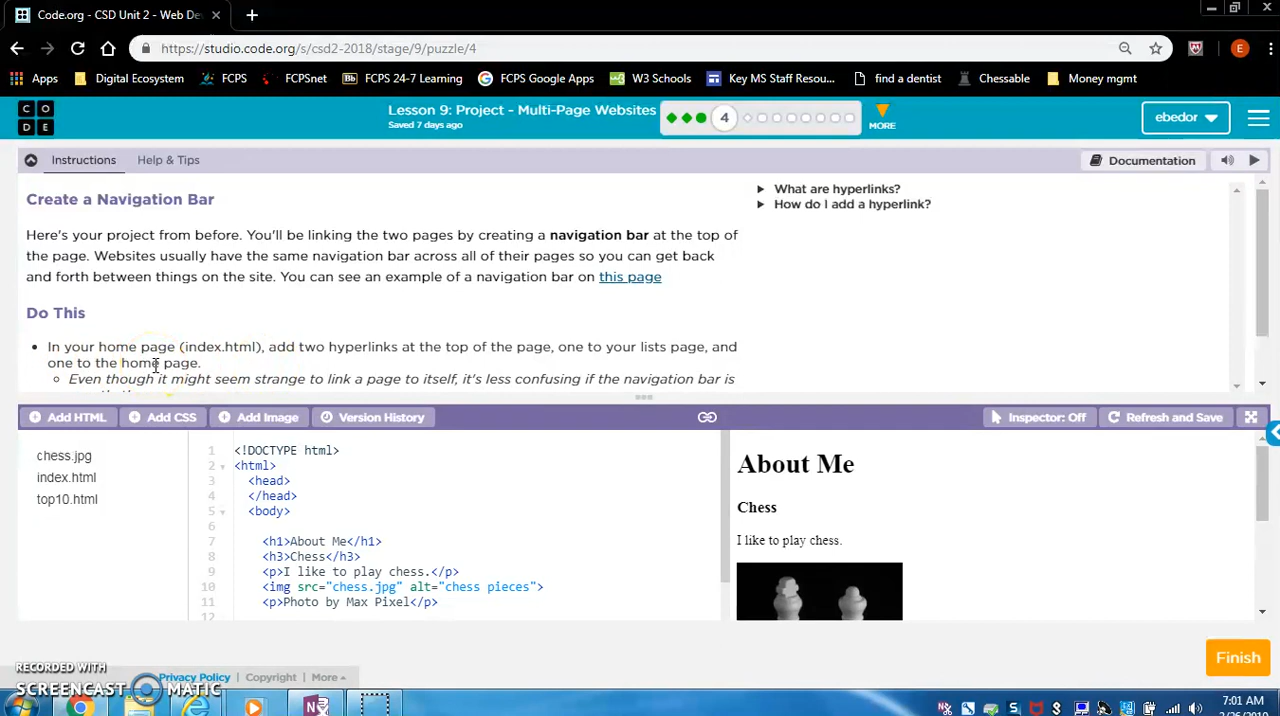 Code.org - CSD Unit 2 - Web De
https://studio.code.org/s/csd2-2018/stage/9/puzzle/4
E
Apps
Digital Ecosystem
FCPS
FCPSnet
Bb FCPS 24-7 Learning
FCPS Google Apps
W3 Schools
Key MS Staff Resou...
find a dentist
Chessable
Money mgmt
C O
D E
Lesson 9: Project - Multi-Page Websites
Saved 7 days ago
4
MORE
ebedor
Instructions
Help & Tips
Documentation
Create a Navigation Bar
Here's your project from before. You'll be linking the two pages by creating a navigation bar at the top of
the page. Websites usually have the same navigation bar across all of their pages so you can get back
and forth between things on the site. You can see an example of a navigation bar on this page
Do This
• In your home page (index.html), add two hyperlinks at the top of the page, one to your lists page, and
one to the home page.
Even though it might seem strange to link a page to itself, it's less confusing if the navigation bar is
What are hyperlinks?
How do I add a hyperlink?
Add HTML
Add CSS
Add Image
Version History
Inspector: Off
Refresh and Save
chess.jpg
index.html
top10.html
1 <!DOCTYPE html>
2 <html>
3 <head>
4 </head>
5 <body>
6
7 <h1>About Me</h1>
8 <h3>Chess</h3>
9 <p>I like to play chess.</p>
10 <img src="chess.jpg" alt="chess pieces">
11 <p>Photo by Max Pixel</p>
12
About Me
Chess
I like to play chess.
Finish
Privacy Policy | Copyright | More
RECORDED WITH
SCREENCAST MATIC
7:01 AM